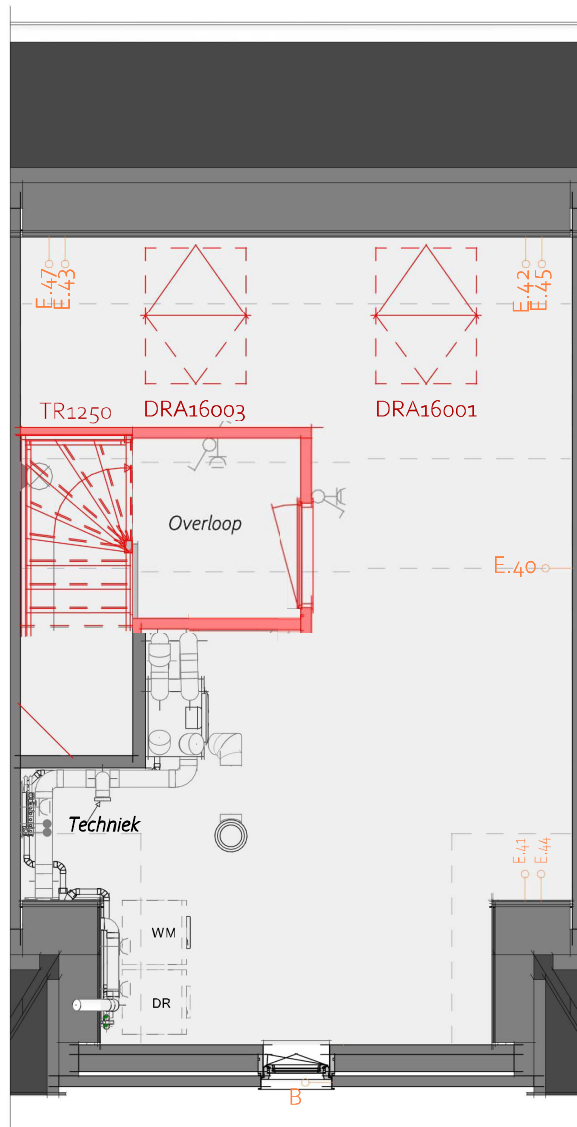 E.47
E.43
E.42
E.45
TR1250
DRA16003
DRA16001
Overloop
E.40
Techniek
E.41
E.44
WM
DR
B